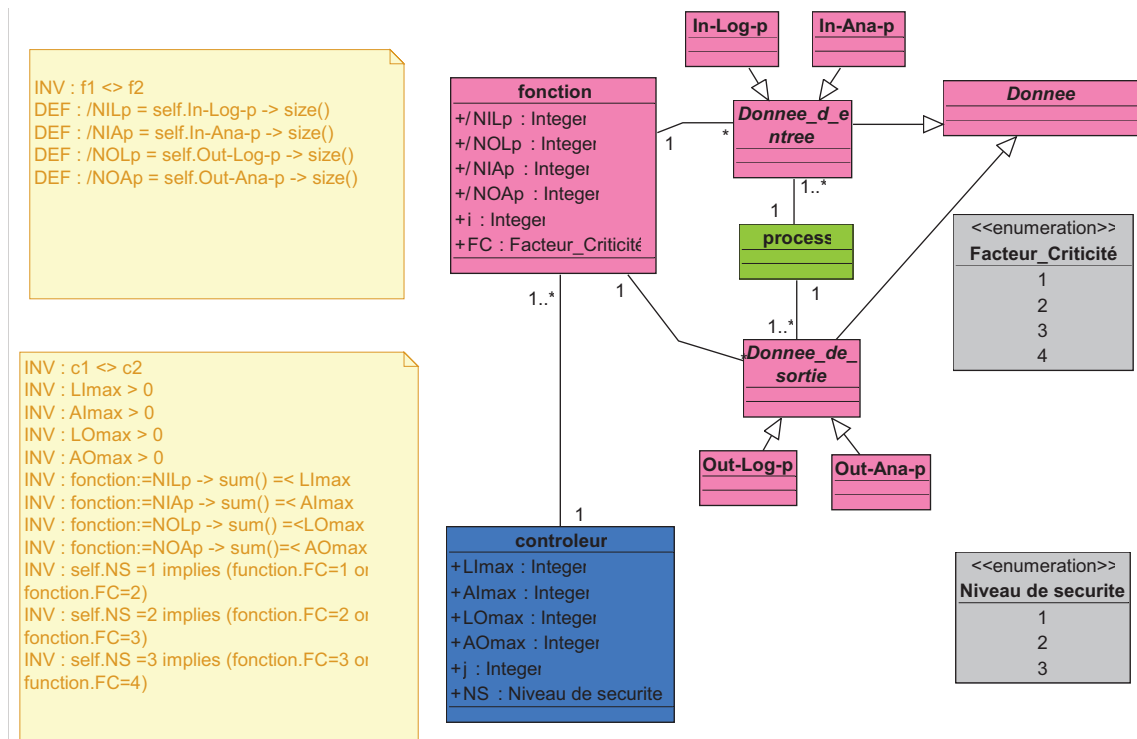 INV : f1 <> f2
DEF : /NILp = self.In-Log-p -> size()
DEF : /NIAp = self.In-Ana-p -> size()
DEF : /NOLp = self.Out-Log-p -> size()
DEF : /NOAp = self.Out-Ana-p -> size()
INV : c1 <> c2
INV : LImax > 0
INV : AImax > 0
INV : LOmax > 0
INV : AOmax > 0
INV : fonction:=NILp -> sum() =< LImax
INV : fonction:=NIAp -> sum() =< AImax
INV : fonction:=NOLp -> sum() =<LOmax
INV : fonction:=NOAp -> sum()=< AOmax
INV : self.NS =1 implies (function.FC=1 or
fonction.FC=2)
INV : self.NS =2 implies (fonction.FC=2 or
fonction.FC=3)
INV : self.NS =3 implies (fonction.FC=3 or
function.FC=4)
fonction
+/NILp : Integer
+/NOLp : Integer
+/NIAp : Integer
+/NOAp : Integer
+i : Integer
+FC : Facteur_Criticité
1
*
1..*
1
1
*
controleur
+LImax : Integer
+AImax : Integer
+LOmax : Integer
+AOmax : Integer
+j : Integer
+NS : Niveau de securite
In-Log-p
In-Ana-p
Donnee_d_e
ntree
1..*
1
process
1
1..*
Donnee_de_
sortie
Out-Log-p
Out-Ana-p
Donnee
<<enumeration>>
Facteur_Criticité
1
2
3
4
<<enumeration>>
Niveau de securite
1
2
3